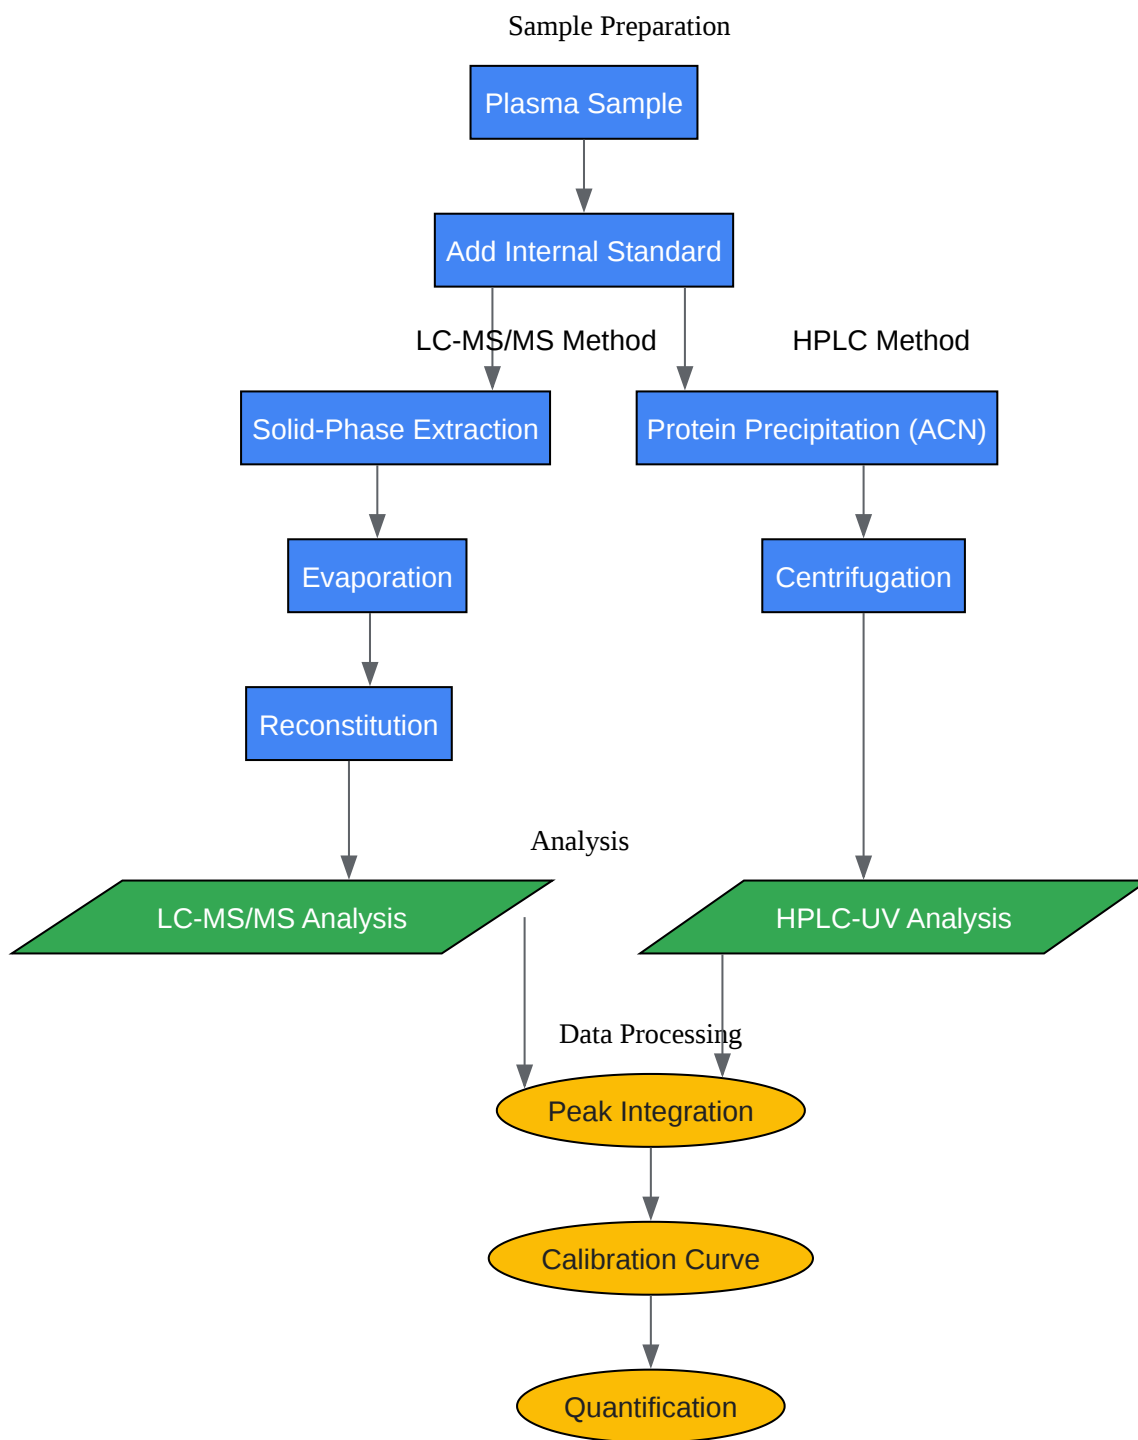 Sample Preparation
Plasma Sample
Add Internal Standard
LC-MS/MS Method
HPLC Method
Solid-Phase Extraction
Protein Precipitation (ACN)
Evaporation
Centrifugation
Reconstitution
Analysis
LC-MS/MS Analysis
HPLC-UV Analysis
Data Processing
Peak Integration
Calibration Curve
Quantification